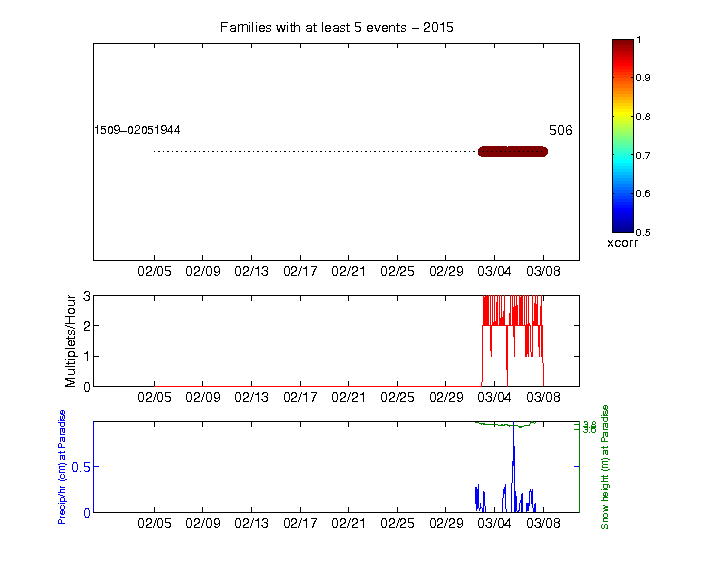 Families with at least 5 events – 2015
1509–02051944
506
02/05 02/09 02/13 02/17 02/21 02/25 02/29 03/04 03/08
1
0.9
0.8
0.7
0.6
0.5
xcorr
Multiplets/Hour
3
2
1
0
02/05 02/09 02/13 02/17 02/21 02/25 02/29 03/04 03/08
Precip/hr (cm) at Paradise
0.5
0
Snow height (m) at Paradise
02/05 02/09 02/13 02/17 02/21 02/25 02/29 03/04 03/08